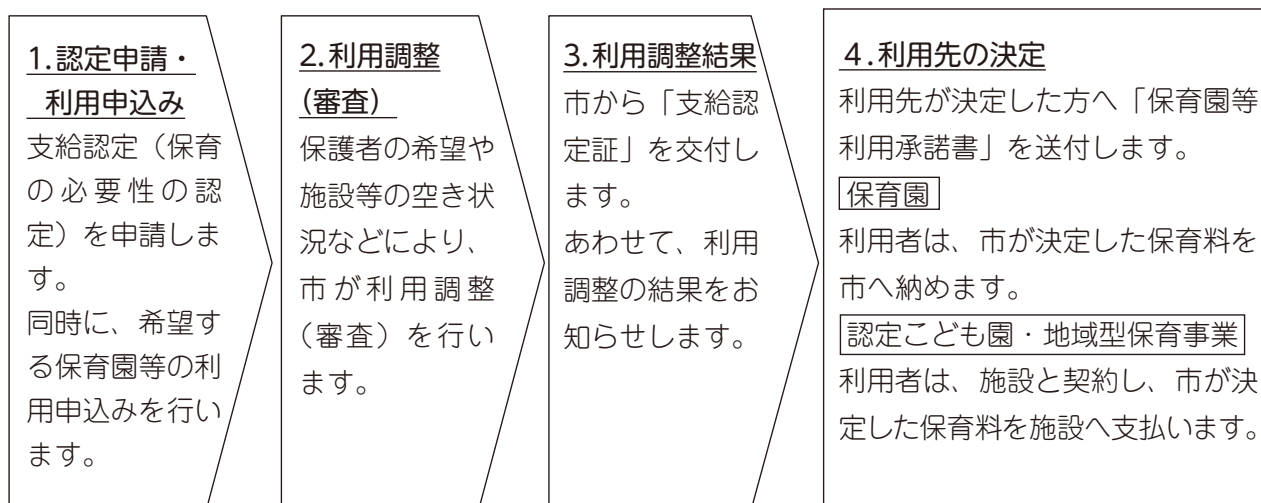 1.認定申請・
利用申込み
支給認定（保育
の必要性の認
定）を申請しま
す。
同時に、希望す
る保育園等の利
用申込みを行い
ます。
2.利用調整
(審査)
保護者の希望や
施設等の空き状
況などにより、
市が利用調整
（審査）を行い
ます。
3.利用調整結果
市から「支給認
定証」を交付し
ます。
あわせて、利用
調整の結果をお
知らせします。
４.利用先の決定
利用先が決定した方へ「保育園等
利用承諾書」を送付します。
保育園
利用者は、市が決定した保育料を
市へ納めます。
認定こども園・地域型保育事業
利用者は、施設と契約し、市が決
定した保育料を施設へ支払います。